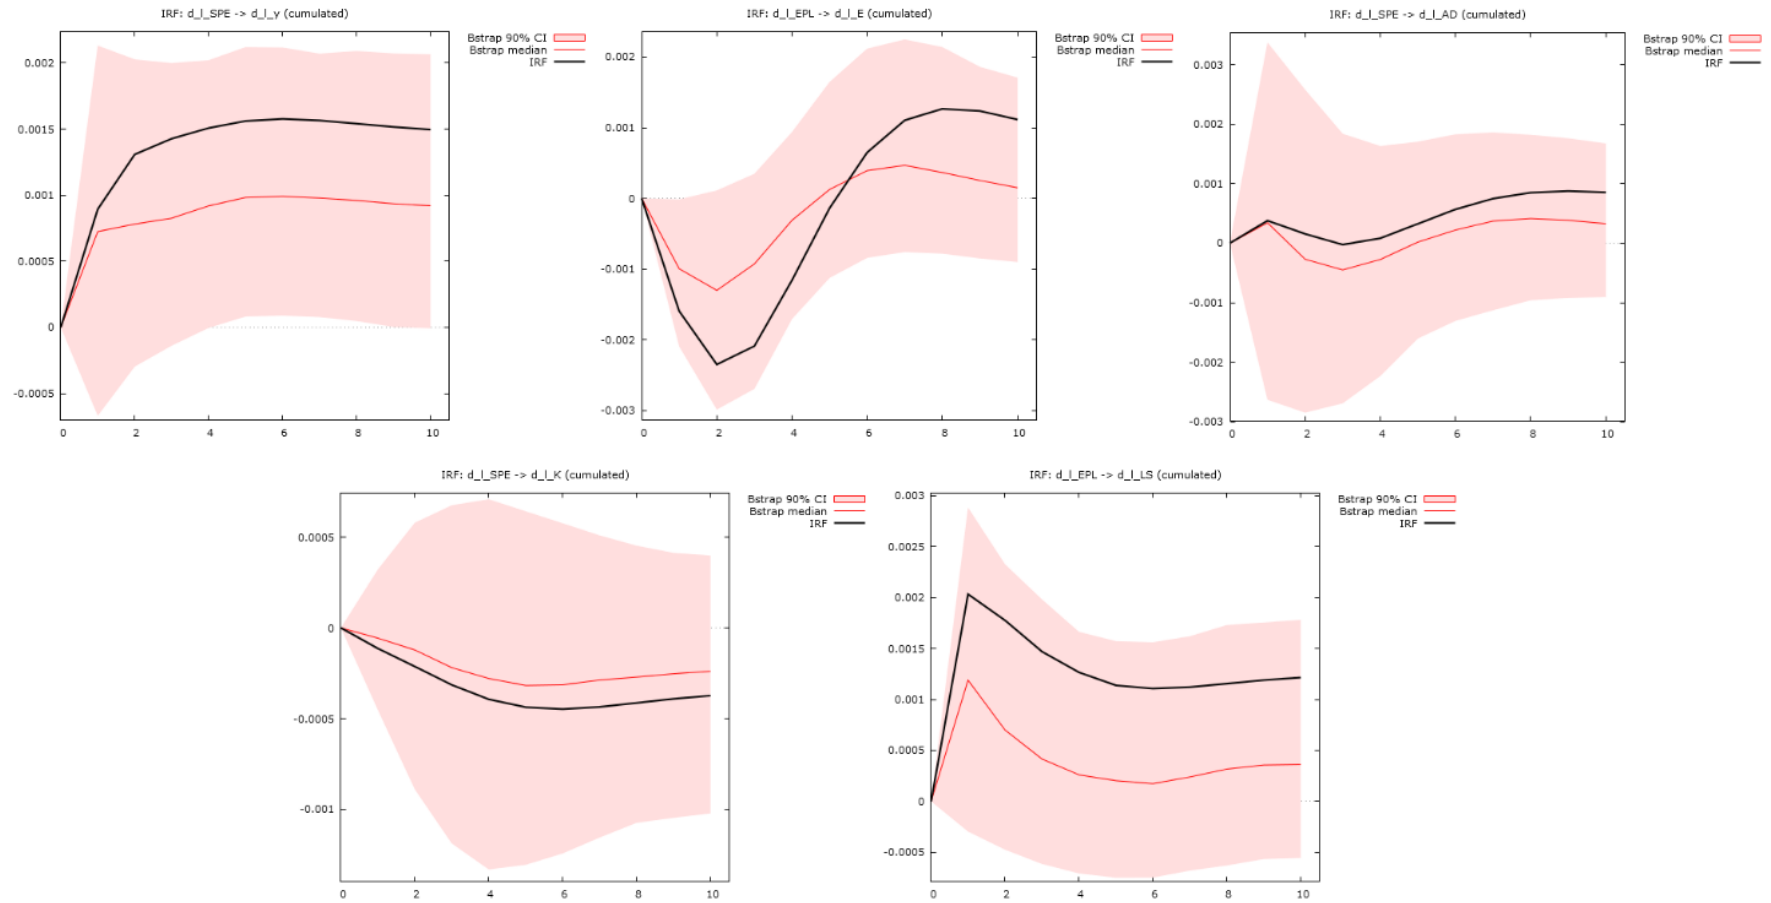 IRF: d_l_SPE -> d_l_y (cumulated)
Bstrap 90% CI
Bstrap median
IRF
0.002
0.0015
0.001
0.0005
0
-0.0005
0 2 4 6 8 10
IRF: d_l_EPL -> d_l_E (cumulated)
Bstrap 90% CI
Bstrap median
IRF
0.002
0.001
0
-0.001
-0.002
-0.003
0 2 4 6 8 10
IRF: d_l_SPE -> d_l_AD (cumulated)
Bstrap 90% CI
Bstrap median
IRF
0.003
0.002
0.001
0
-0.001
-0.002
-0.003
0 2 4 6 8 10
IRF: d_l_SPE -> d_l_K (cumulated)
Bstrap 90% CI
Bstrap median
IRF
0.0005
0
-0.0005
-0.001
0 2 4 6 8 10
IRF: d_l_EPL -> d_l_LS (cumulated)
Bstrap 90% CI
Bstrap median
IRF
0.003
0.0025
0.002
0.0015
0.001
0.0005
0
-0.0005
0 2 4 6 8 10